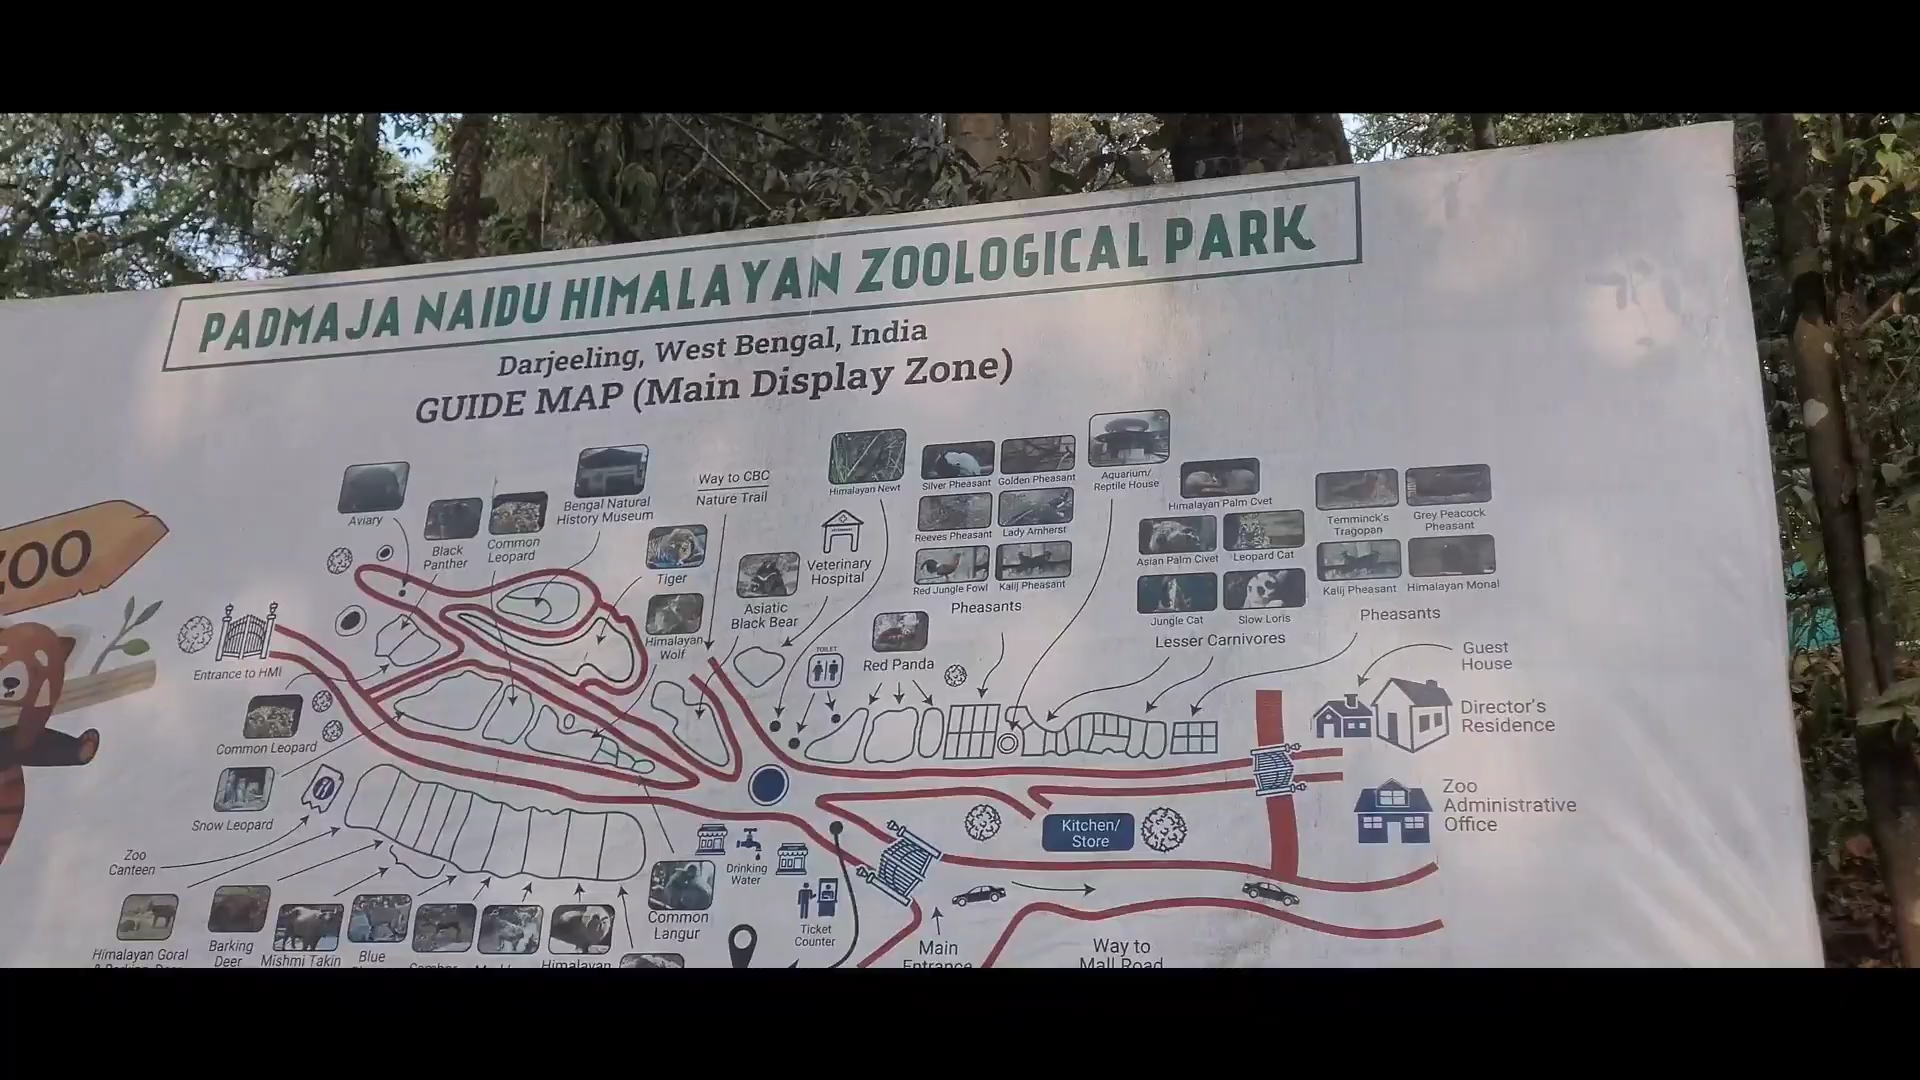 PADMAJA NAIDU HIMALAYAN ZOOLOGICAL PARK
Darjeeling, West Bengal, India
GUIDE MAP (Main Display Zone)
ZOO
Aviary
Black
Panther
Common
Leopard
Bengal Natural
History Museum
Way to CBC
Nature Trail
Tiger
Himalayan
Wolf
Asiatic
Black Bear
Himalayan Newt
VETERINARY
Veterinary
Hospital
Silver Pheasant
Golden Pheasant
Reeves Pheasant
Lady Amherst
Red Jungle Fowl
Kalij Pheasant
Pheasants
Aquarium/
Reptile House
Himalayan Palm Cvet
Asian Palm Civet
Leopard Cat
Jungle Cat
Slow Loris
Lesser Carnivores
Temminck's
Tragopan
Grey Peacock
Pheasant
Kalij Pheasant
Himalayan Monal
Pheasants
TOILET
Red Panda
Guest
House
Director's
Residence
Zoo
Administrative
Office
Entrance to HMI
Common Leopard
Snow Leopard
Zoo
Canteen
Kitchen/
Store
Drinking
Water
Ticket
Counter
Common
Langur
Main
Entrance
Way to
Mall Road
Himalayan Goral
Barking
Deer
Mishmi Takin
Blue
Himalayan